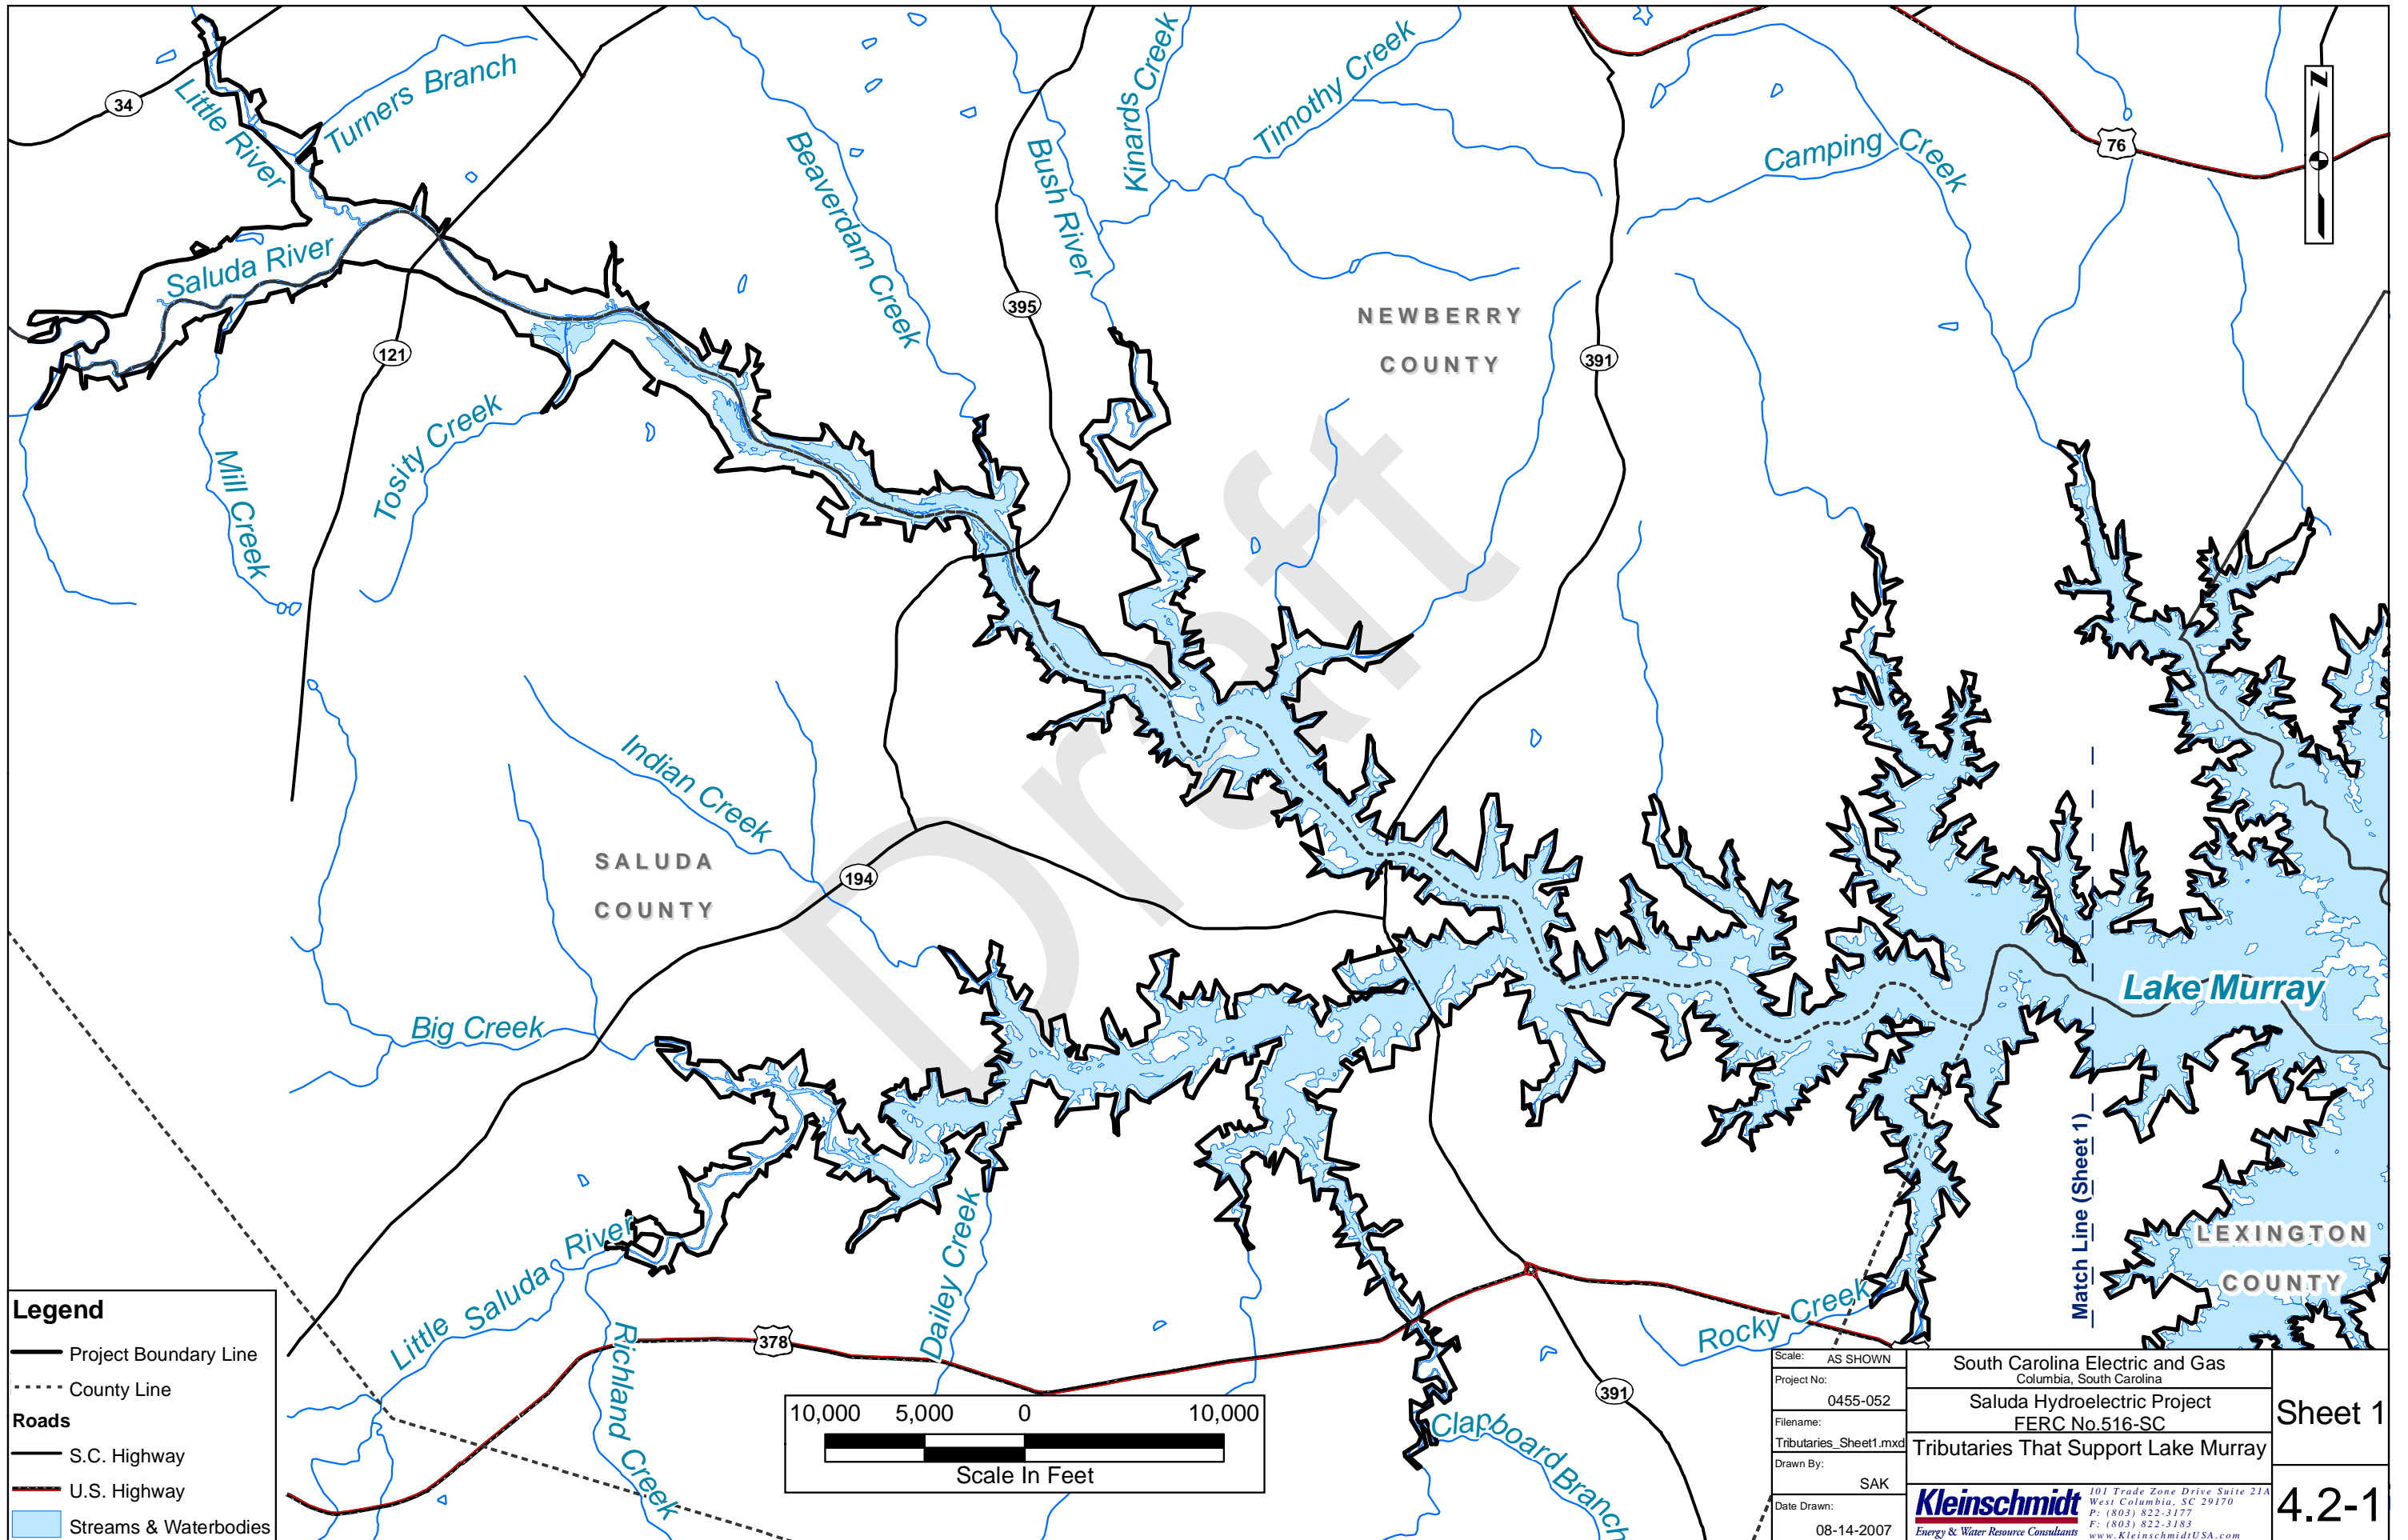 34
Little River
Turners Branch
Saluda River
121
Mill Creek
Tosity Creek
Beaverdam Creek
395
Bush River
Kinards Creek
Timothy Creek
NEWBERRY
COUNTY
391
Camping Creek
76
N
Draft
Indian Creek
SALUDA
COUNTY
194
Big Creek
Lake Murray
Match Line (Sheet 1)
LEXINGTON
COUNTY
Little Saluda River
Richland Creek
378
Dailey Creek
Clapboard Branch
391
Rocky Creek
Legend
Project Boundary Line
County Line
Roads
S.C. Highway
U.S. Highway
Streams & Waterbodies
10,000 5,000 0 10,000
Scale In Feet
Scale: AS SHOWN
Project No:
0455-052
Filename:
Tributaries_Sheet1.mxd
Drawn By:
SAK
Date Drawn:
08-14-2007
South Carolina Electric and Gas
Columbia, South Carolina
Saluda Hydroelectric Project
FERC No.516-SC
Tributaries That Support Lake Murray
Kleinschmidt
Energy & Water Resource Consultants
101 Trade Zone Drive Suite 21A
West Columbia, SC 29170
P: (803) 822-3177
F: (803) 822-3183
www.KleinschmidtUSA.com
Sheet 1
4.2-1